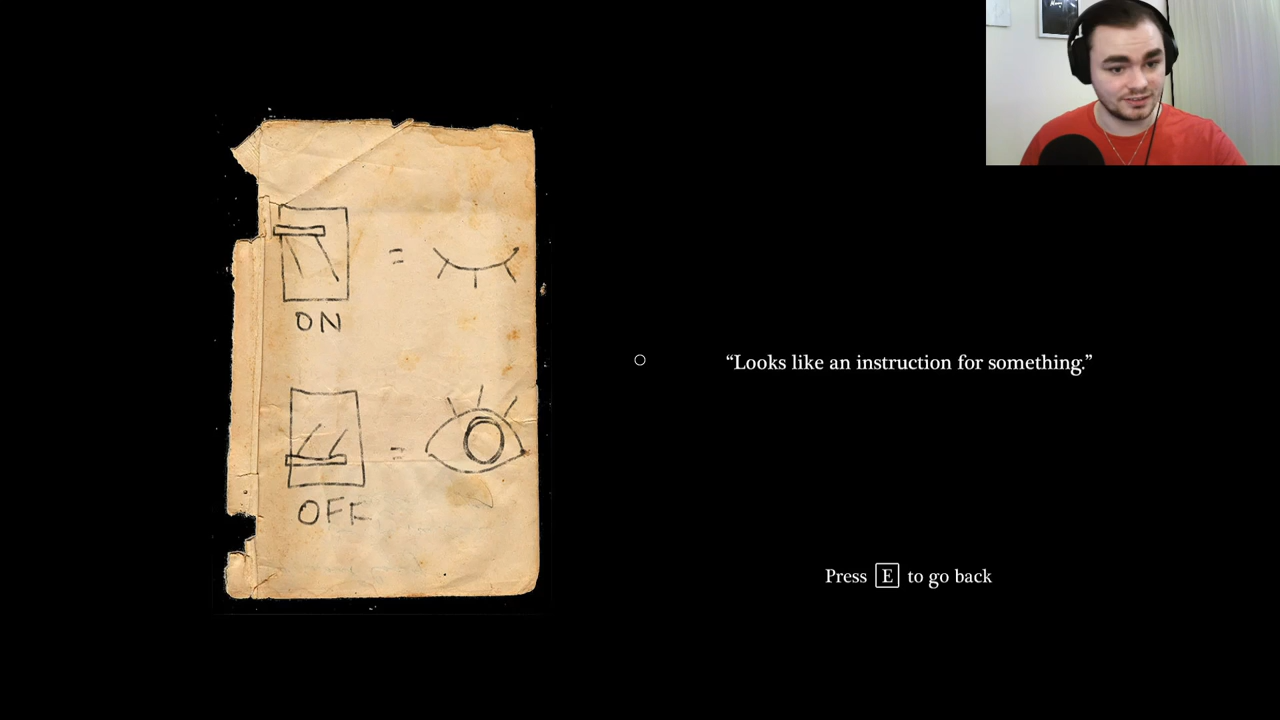 =
ON
=
OFF
“Looks like an instruction for something.”
Press E to go back